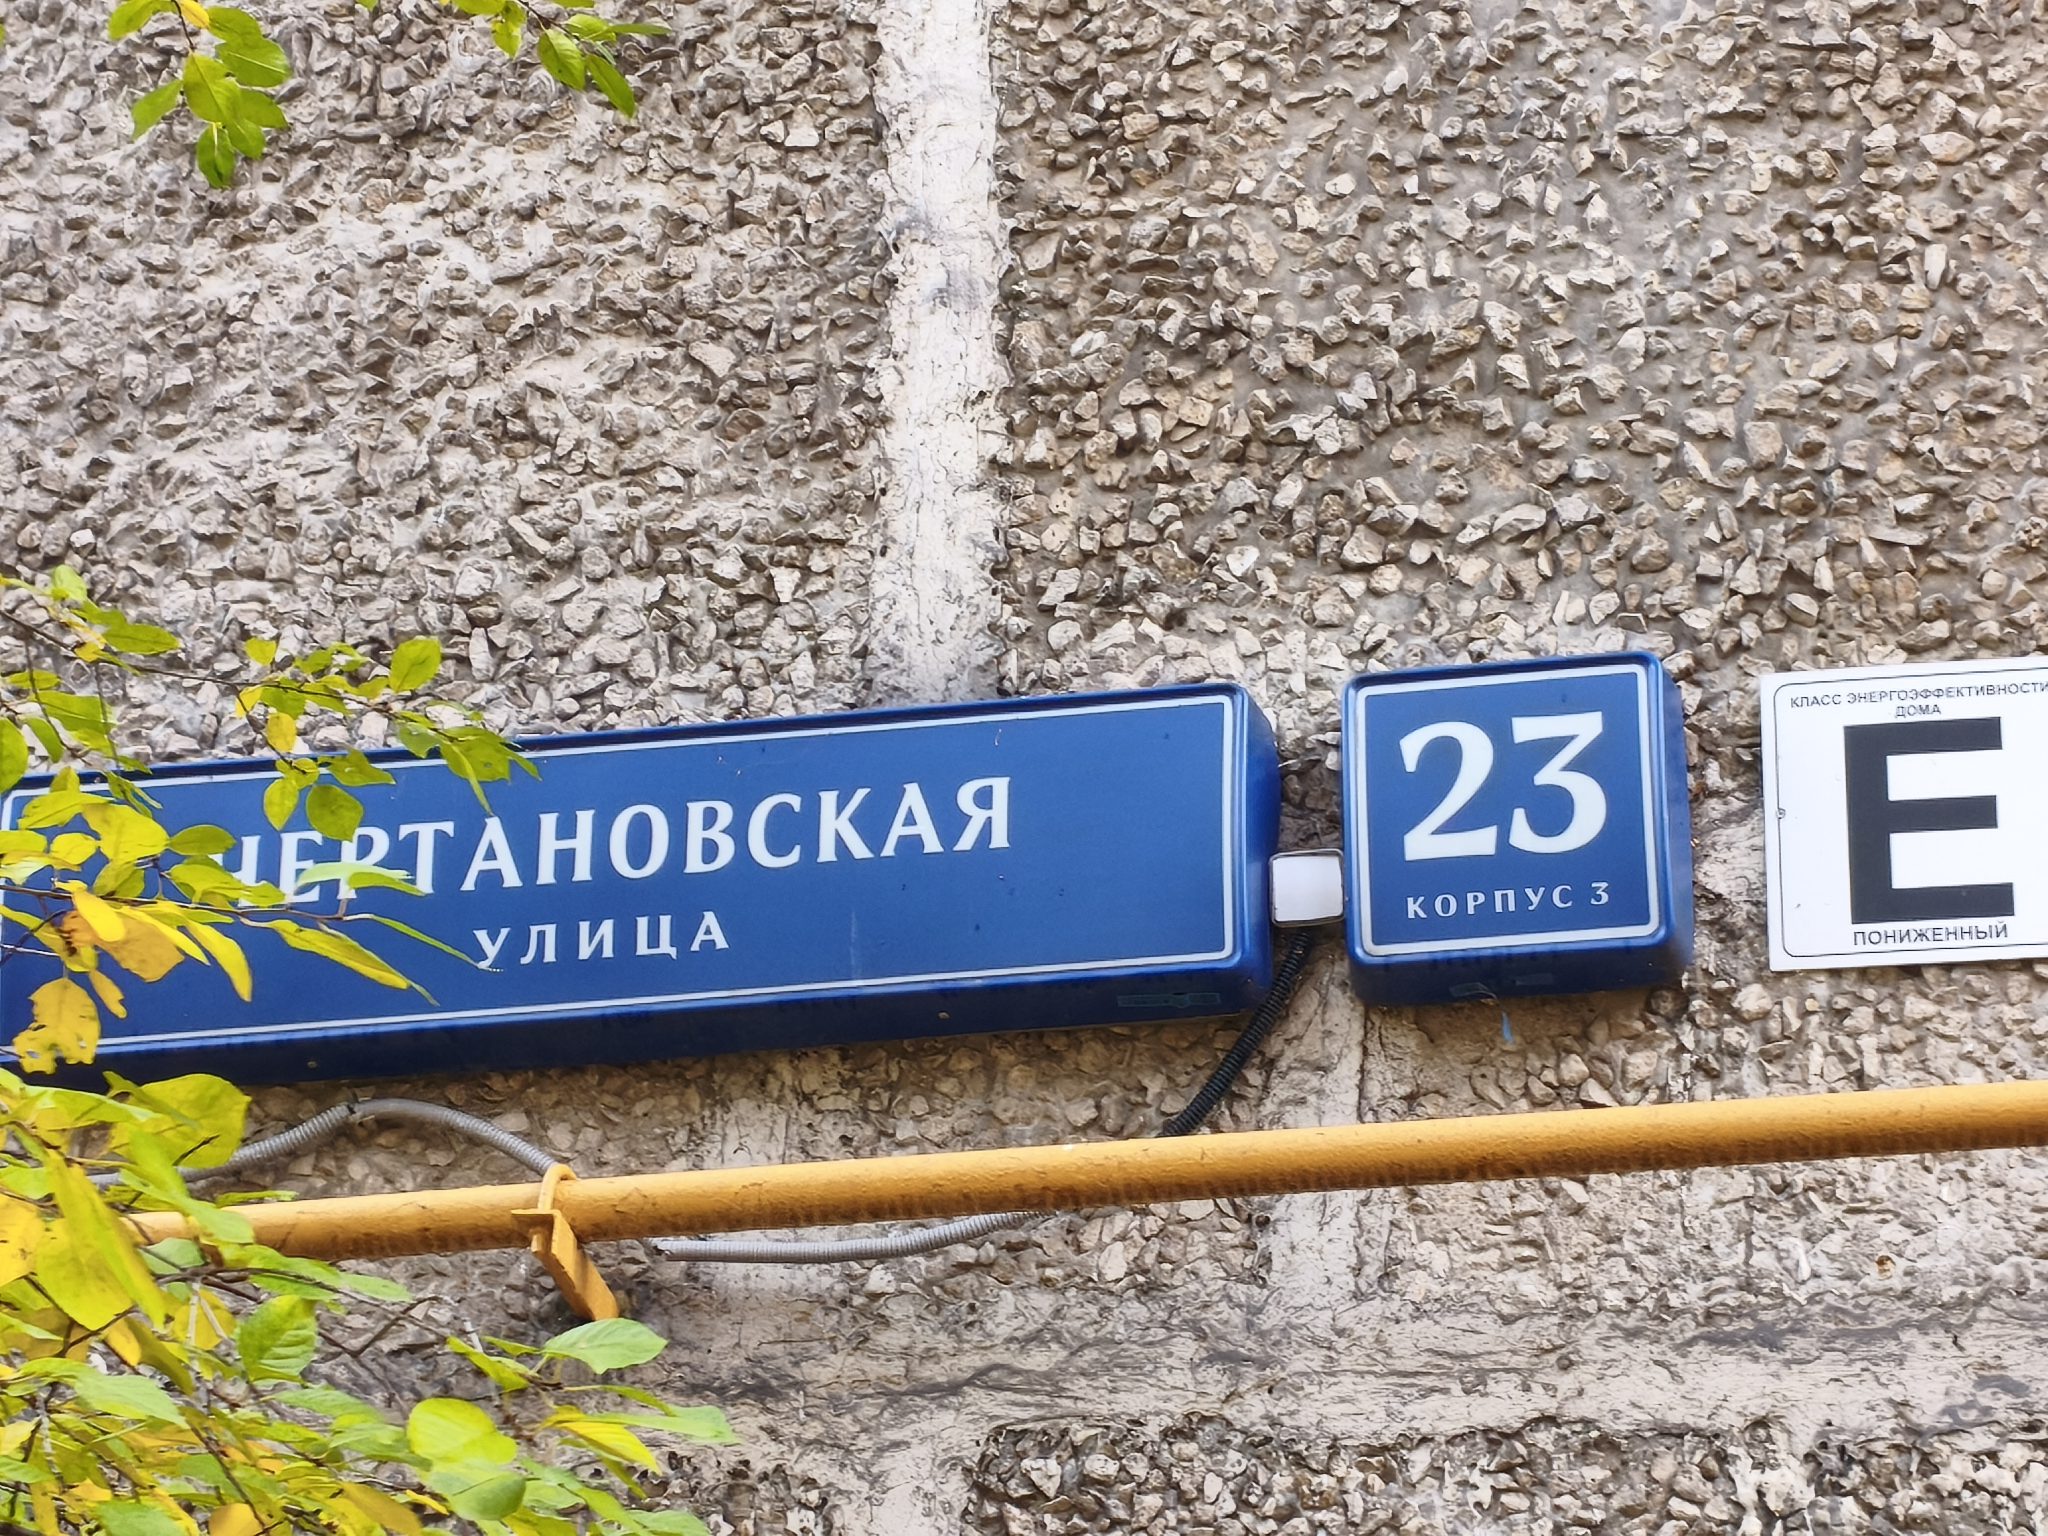 ЧЕРТАНОВСКАЯ
УЛИЦА
23
КОРПУС 3
КЛАСС ЭНЕРГОЭФФЕКТИВНОСТИ
ДОМА
E
ПОНИЖЕННЫЙ